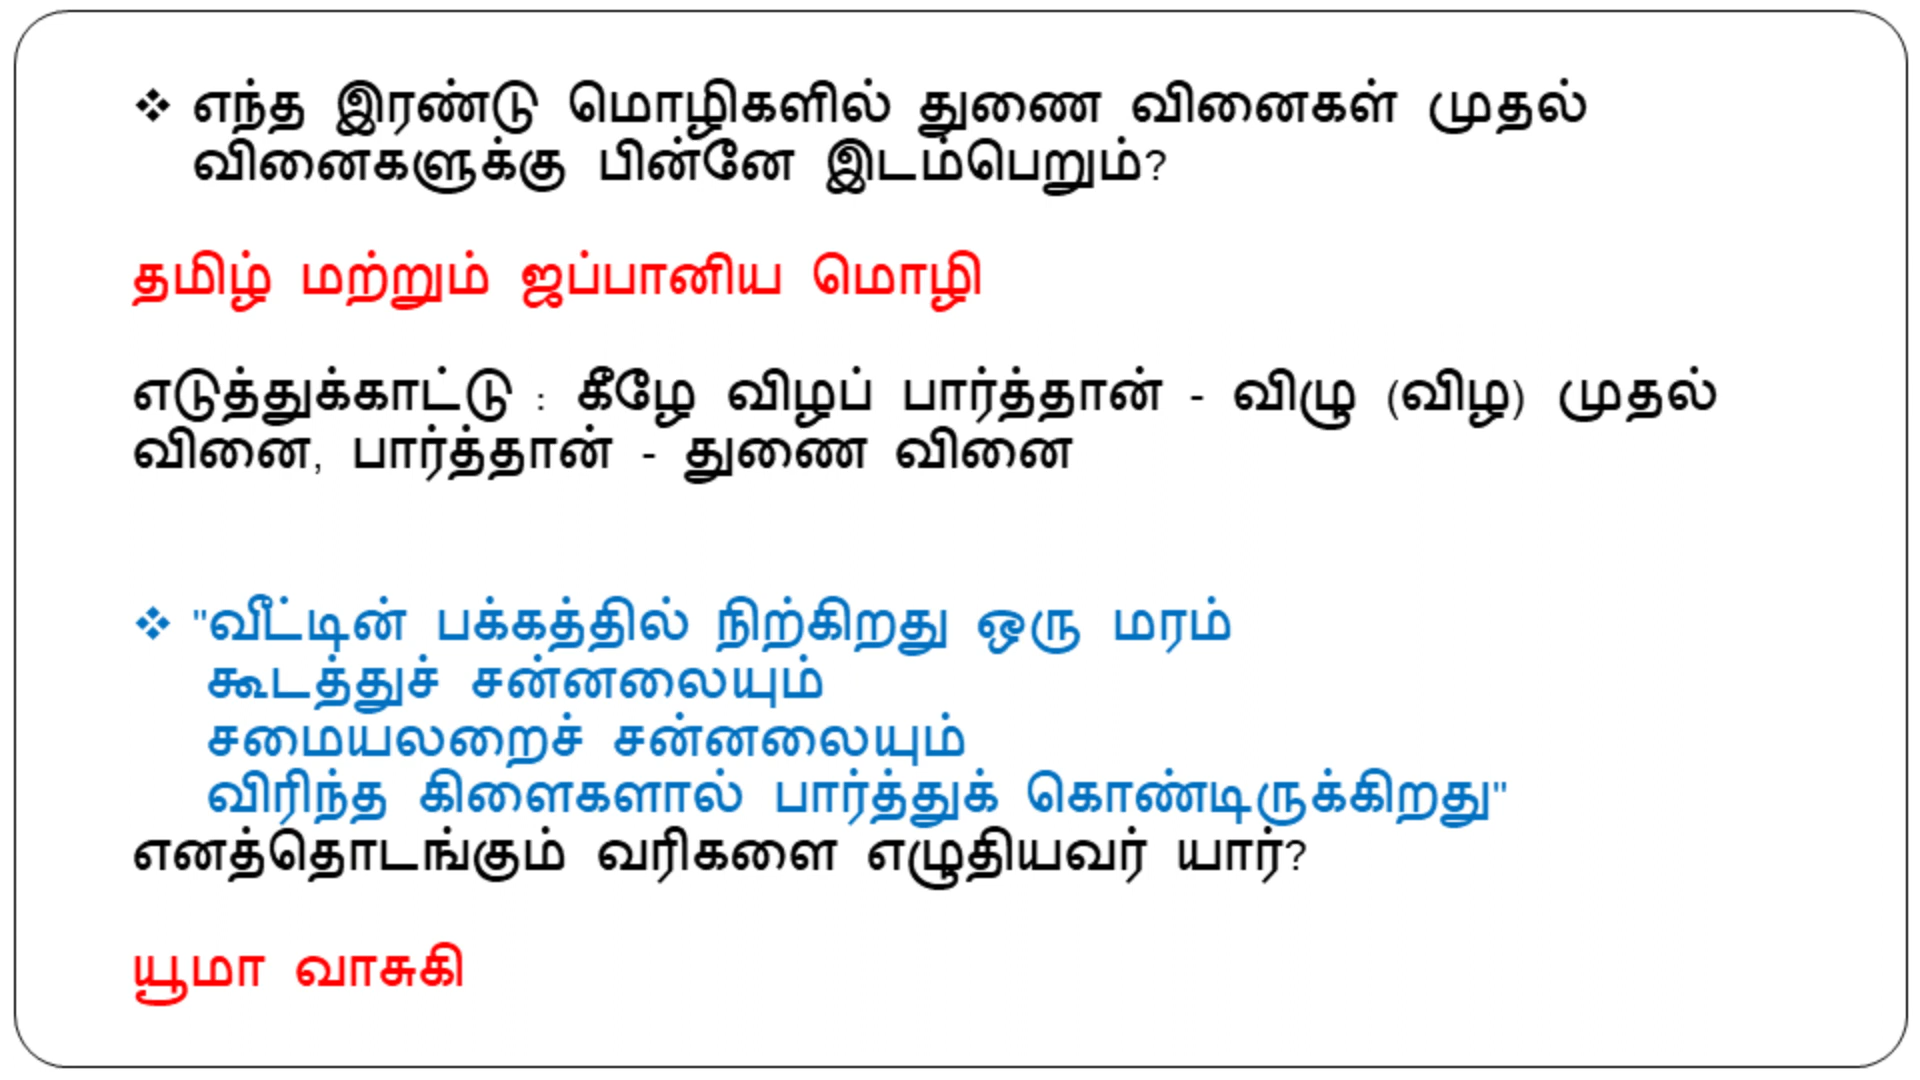 ❖ எந்த இரண்டு மொழிகளில் துணை வினைகள் முதல்
வினைகளுக்கு பின்னே இடம்பெறும்?
தமிழ் மற்றும் ஜப்பானிய மொழி
எடுத்துக்காட்டு : கீழே விழப் பார்த்தான் - விழு (விழ) முதல்
வினை, பார்த்தான் - துணை வினை
❖ "வீட்டின் பக்கத்தில் நிற்கிறது ஒரு மரம்
கூடத்துச் சன்னலையும்
சமையலறைச் சன்னலையும்
விரிந்த கிளைகளால் பார்த்துக் கொண்டிருக்கிறது"
எனத்தொடங்கும் வரிகளை எழுதியவர் யார்?
யூமா வாசுகி